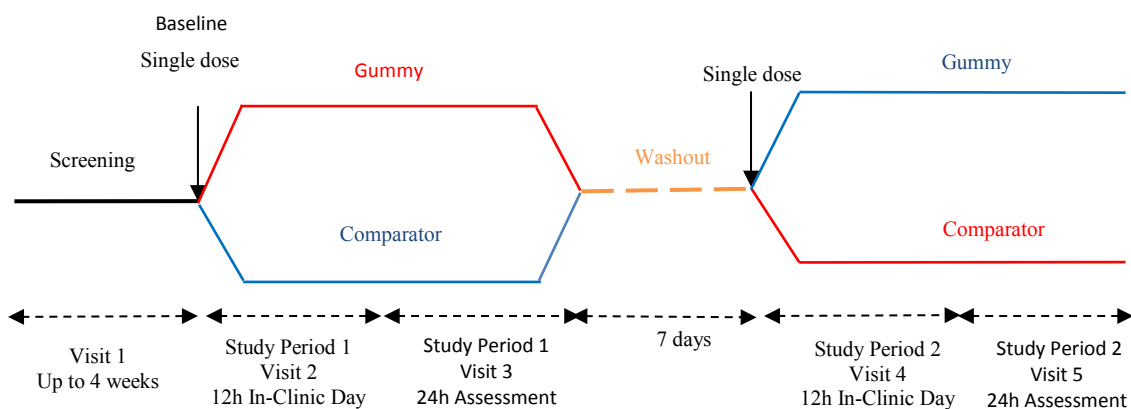 Baseline
Single dose
Gummy
Screening
Comparator
Washout
Single dose
Gummy
Comparator
Visit 1
Up to 4 weeks
Study Period 1
Visit 2
12h In-Clinic Day
Study Period 1
Visit 3
24h Assessment
7 days
Study Period 2
Visit 4
12h In-Clinic Day
Study Period 2
Visit 5
24h Assessment